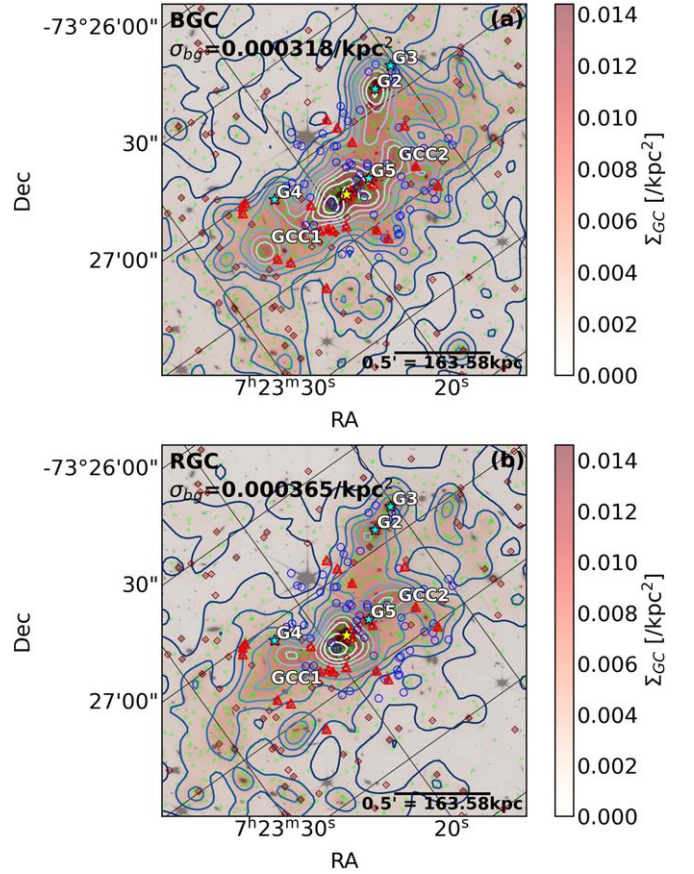 BGC
(a)
σbg=0.000318/kpc²
G3
G2
GCC2
G5
G4
GCC1
0.5' = 163.58kpc
-73°26'00"
30"
27'00"
Dec
7ʰ23ᵐ30ˢ
20ˢ
RA
0.014
0.012
0.010
0.008
0.006
0.004
0.002
0.000
Σ_GC [/kpc²]
RGC
(b)
σbg=0.000365/kpc²
G3
G2
GCC2
G5
G4
GCC1
0.5' = 163.58kpc
-73°26'00"
30"
27'00"
Dec
7ʰ23ᵐ30ˢ
20ˢ
RA
0.014
0.012
0.010
0.008
0.006
0.004
0.002
0.000
Σ_GC [/kpc²]